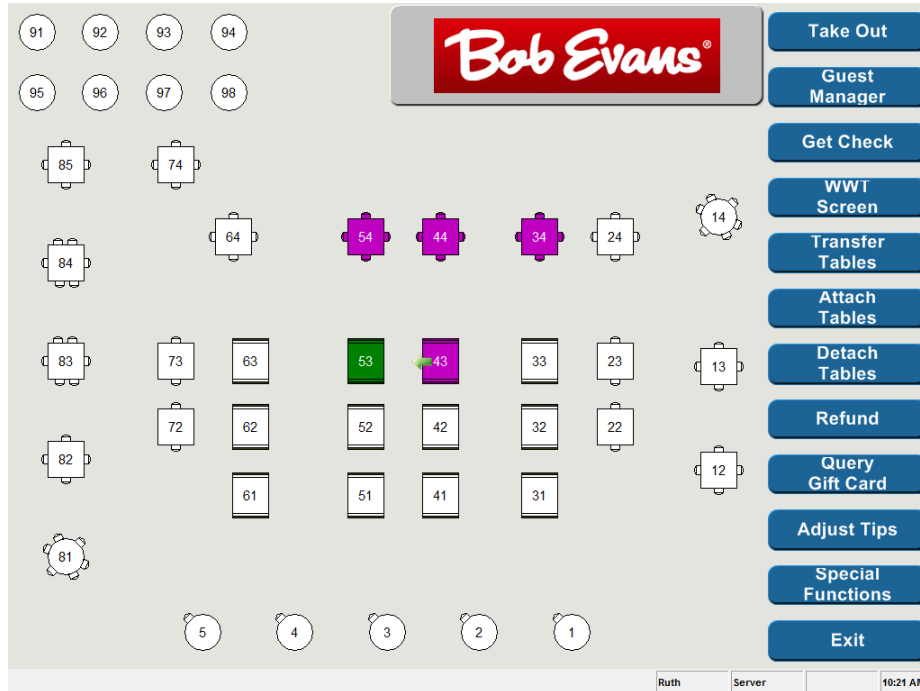 91 92 93 94
Bob Evans®
Take Out
95 96 97 98
Guest
Manager
85 74
Get Check
WWT
Screen
64 54 44 34 24 14
Transfer
Tables
84
Attach
Tables
83 73 63 53 43 33 23 13
Detach
Tables
72 62 52 42 32 22
Refund
82 12
Query
Gift Card
61 51 41 31
Adjust Tips
81
Special
Functions
5 4 3 2 1
Exit
Ruth Server 10:21 AM